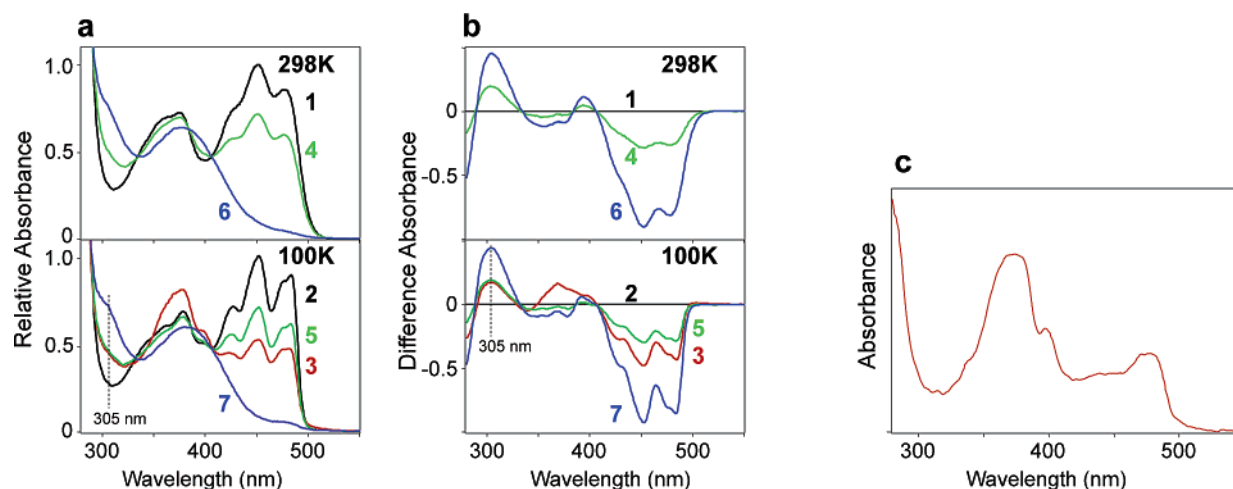 a
298K
1.0
1
4
0.5
6
0
100K
1.0
2
5
0.5
3
7
305 nm
0
300 400 500
Wavelength (nm)
Relative Absorbance
b
298K
0
1
4
-0.5
6
100K
0
2
5
305 nm
3
-0.5
7
300 400 500
Wavelength (nm)
Difference Absorbance
c
Absorbance
300 400 500
Wavelength (nm)